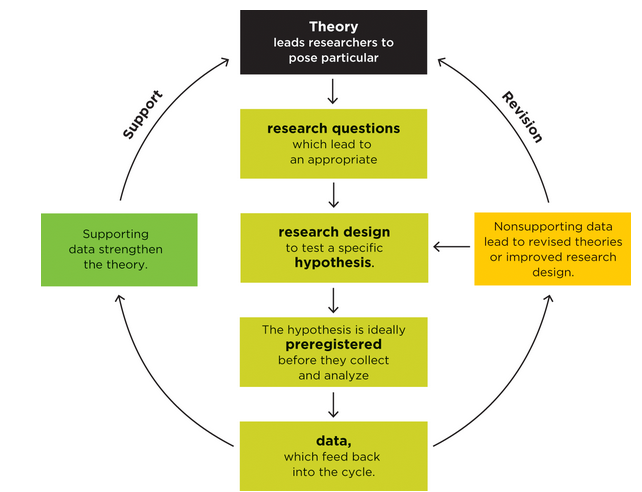 Theory
leads researchers to
pose particular
research questions
which lead to
an appropriate
Support
Revision
Supporting
data strengthen
the theory.
research design
to test a specific
hypothesis.
Nonsupporting data
lead to revised theories
or improved research
design.
The hypothesis is ideally
preregistered
before they collect
and analyze
data,
which feed back
into the cycle.